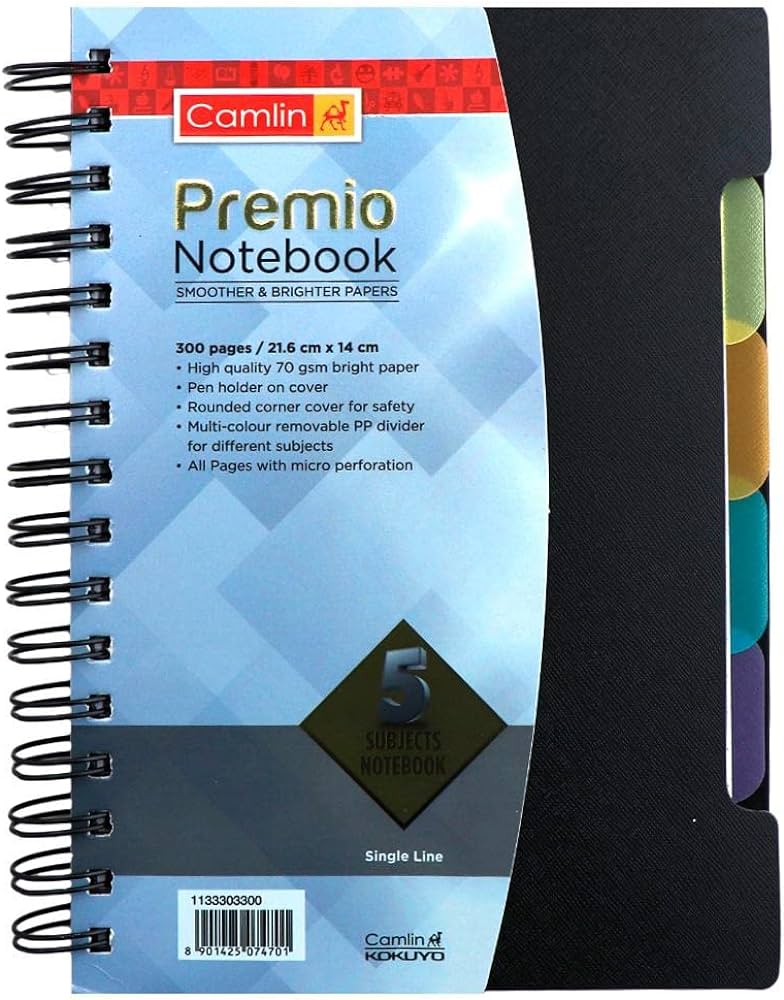 Camlin
Premio
Notebook
SMOOTHER & BRIGHTER PAPERS
300 pages / 21.6 cm x 14 cm
• High quality 70 gsm bright paper
• Pen holder on cover
• Rounded corner cover for safety
• Multi-colour removable PP divider
for different subjects
• All Pages with micro perforation
5
SUBJECTS
NOTEBOOK
Single Line
1133303300
8 901425 074701
Camlin
KOKUYO